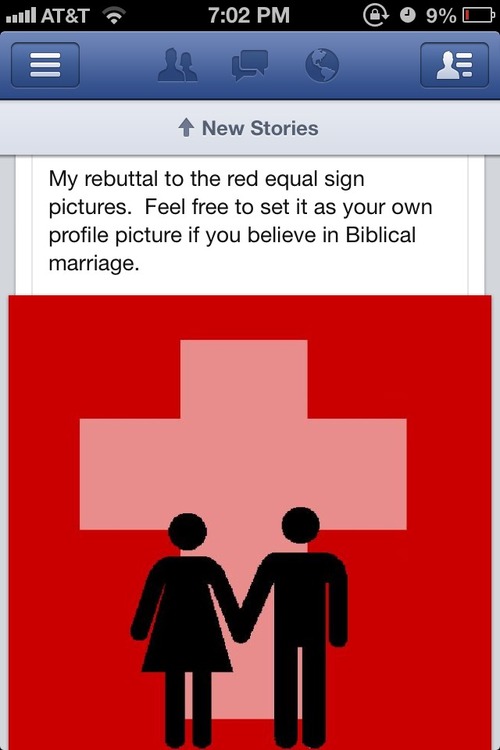 AT&T 7:02 PM 9%
New Stories
My rebuttal to the red equal sign
pictures.  Feel free to set it as your own
profile picture if you believe in Biblical
marriage.